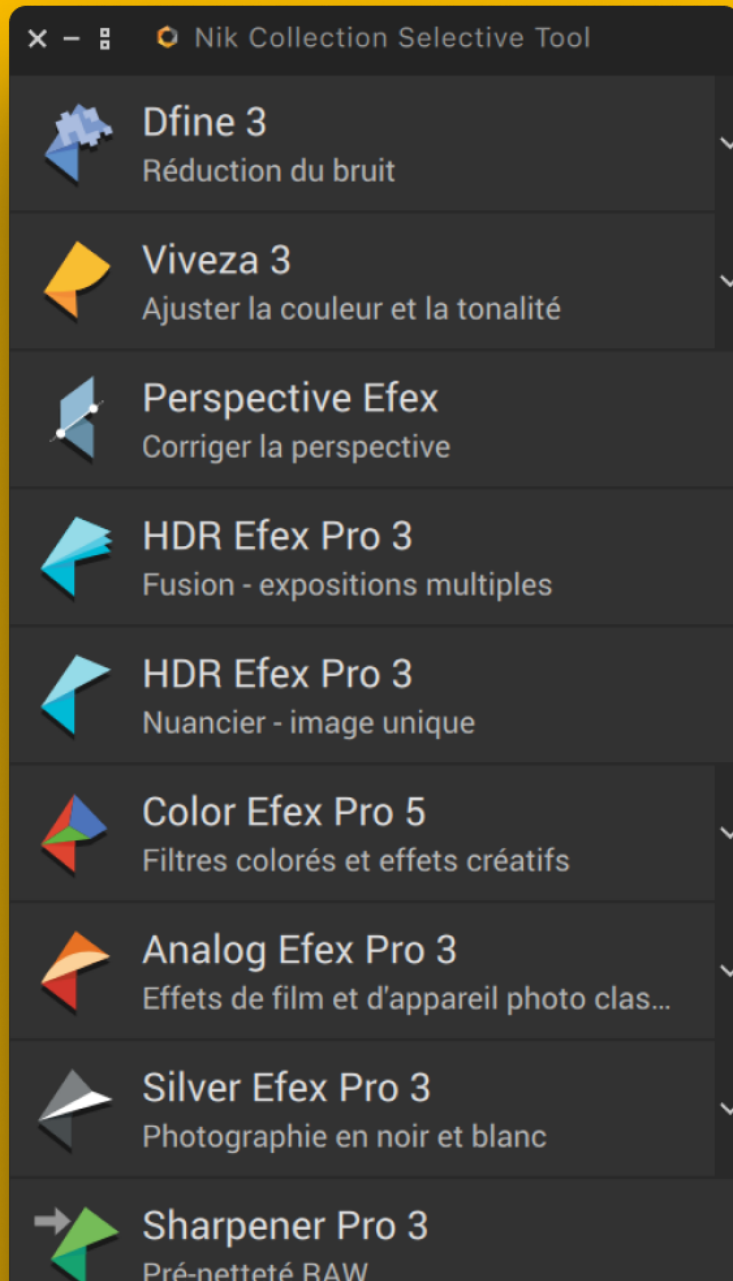 Nik Collection Selective Tool
Dfine 3
Réduction du bruit
Viveza 3
Ajuster la couleur et la tonalité
Perspective Efex
Corriger la perspective
HDR Efex Pro 3
Fusion - expositions multiples
HDR Efex Pro 3
Nuancier - image unique
Color Efex Pro 5
Filtres colorés et effets créatifs
Analog Efex Pro 3
Effets de film et d'appareil photo clas...
Silver Efex Pro 3
Photographie en noir et blanc
Sharpener Pro 3
Pré-netteté RAW